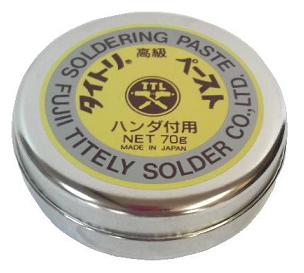 SOLDERING PASTE
高級
タイトリ® ペースト
TTL
ハンダ付用
NET 70g
MADE IN JAPAN
FUJII TITELY SOLDER CO., LTD.